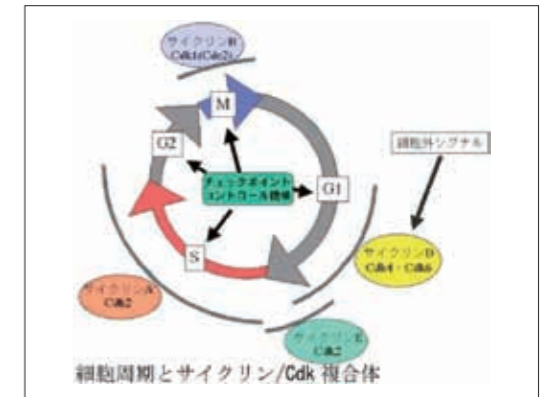 サイクリンB
Cdk1(Cdc2)
M
G2
細胞外シグナル
チェックポイント
コントロール機構
G1
サイクリンD
Cdk4・Cdk6
S
サイクリンA
Cdk2
サイクリンE
Cdk2
細胞周期とサイクリン/Cdk 複合体